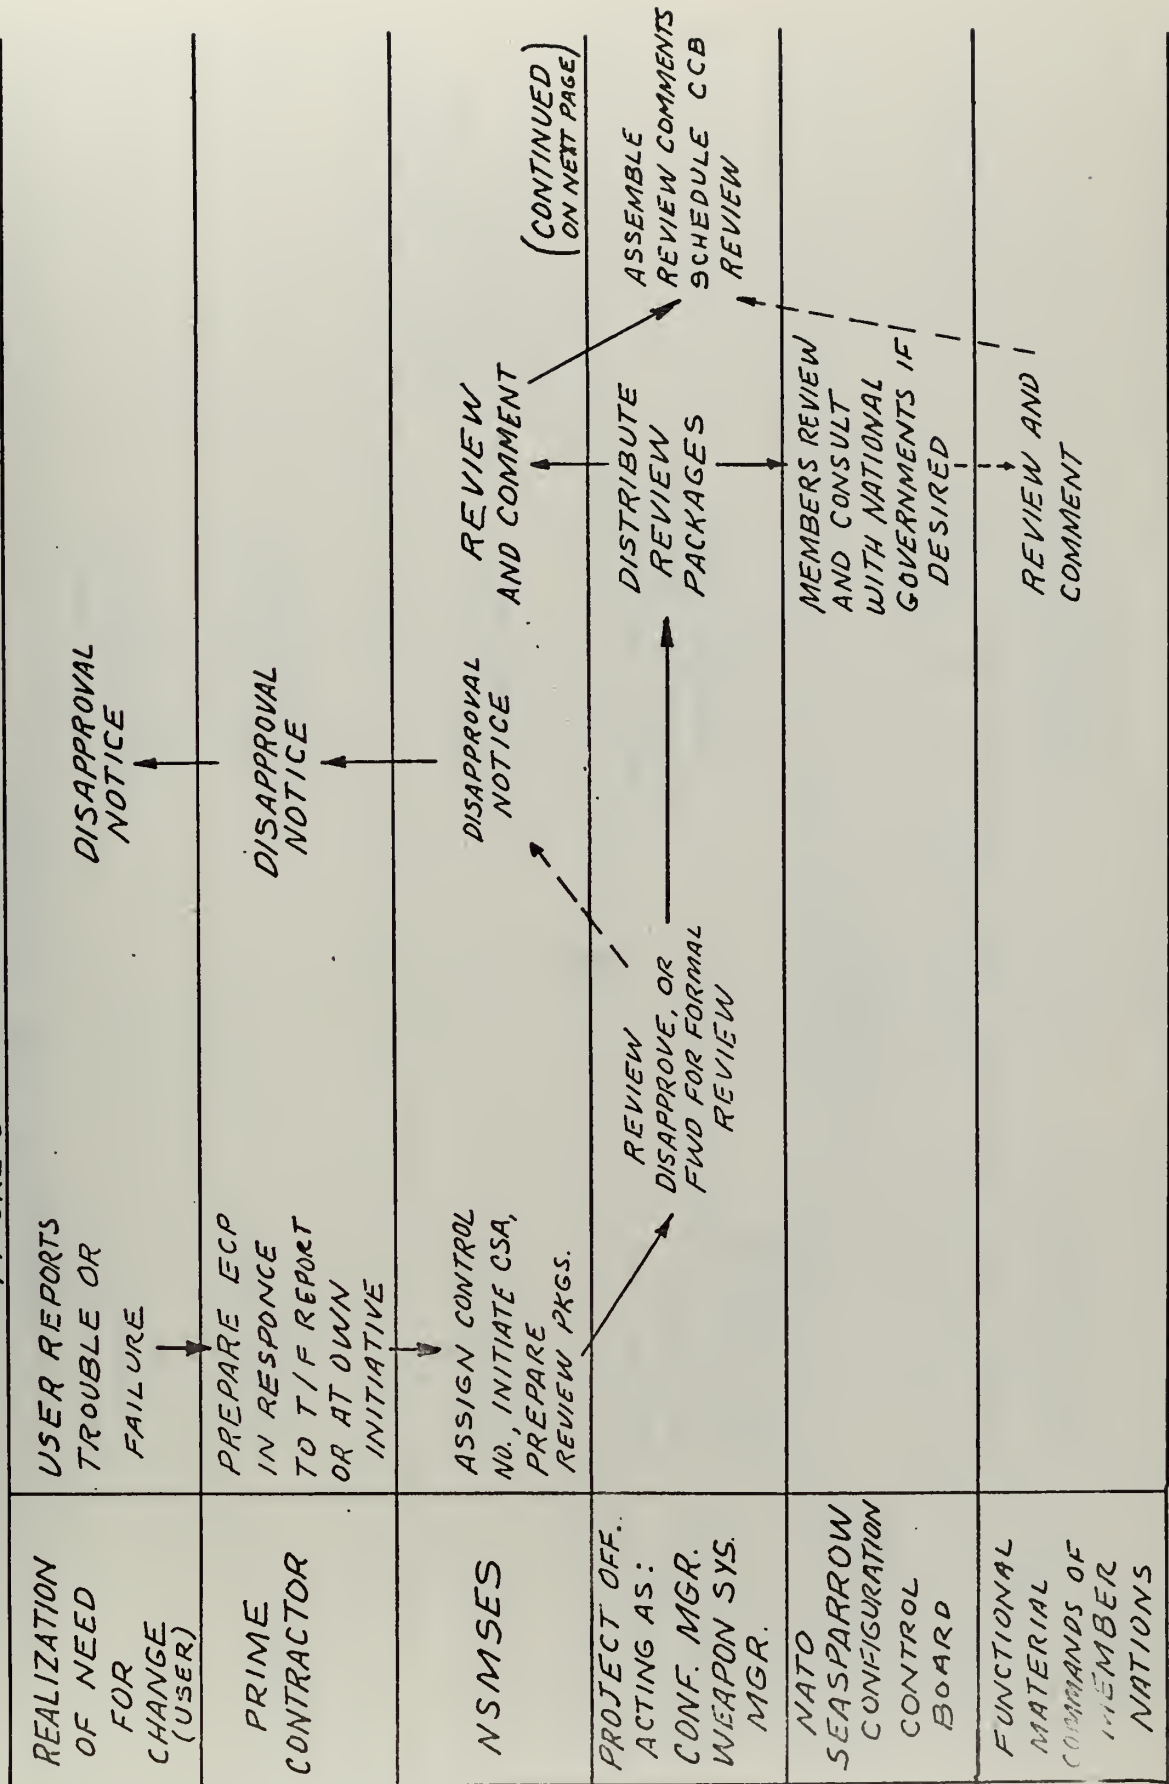 REALIZATION
OF NEED
FOR
CHANGE
(USER)
USER REPORTS
TROUBLE OR
FAILURE
DISAPPROVAL
NOTICE
PRIME
CONTRACTOR
PREPARE ECP
IN RESPONCE
TO T/F REPORT
OR AT OWN
INITIATIVE
DISAPPROVAL
NOTICE
NSMSES
ASSIGN CONTROL
NO., INITIATE CSA,
PREPARE
REVIEW PKGS.
DISAPPROVAL
NOTICE
REVIEW
AND COMMENT
(CONTINUED
ON NEXT PAGE)
PROJECT OFF.
ACTING AS:
CONF. MGR.
WEAPON SYS.
MGR.
REVIEW
DISAPPROVE, OR
FWD FOR FORMAL
REVIEW
DISTRIBUTE
REVIEW
PACKAGES
ASSEMBLE
REVIEW COMMENTS
SCHEDULE CCB
REVIEW
NATO
SEASPARROW
CONFIGURATION
CONTROL
BOARD
MEMBERS REVIEW
AND CONSULT
WITH NATIONAL
GOVERNMENTS IF
DESIRED
FUNCTIONAL
MATERIAL
COMMANDS OF
MEMBER
NATIONS
REVIEW AND
COMMENT